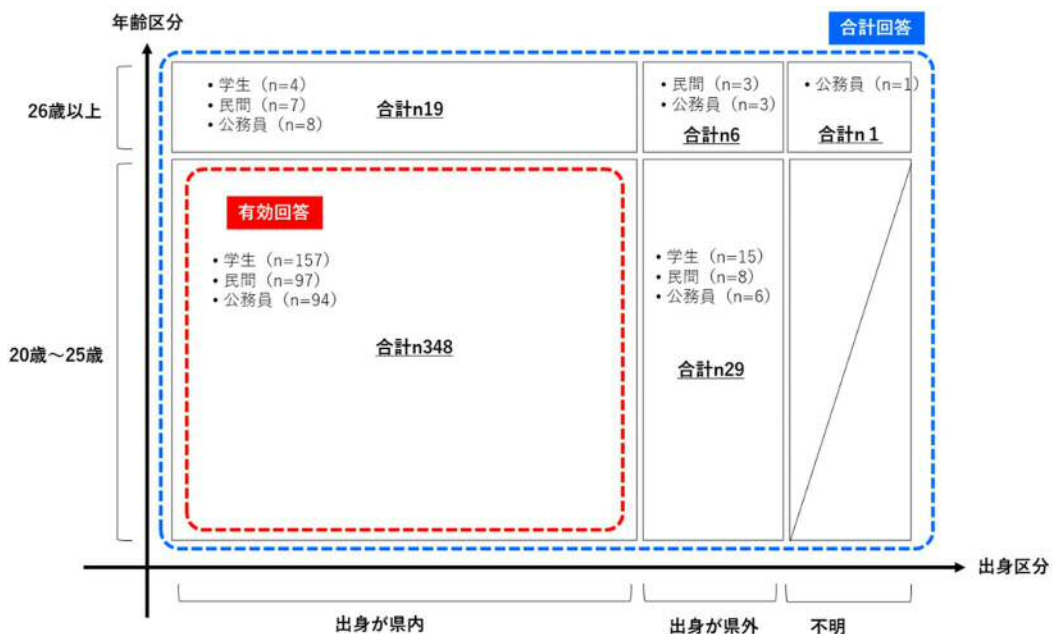 年齢区分
合計回答
26歳以上
• 学生（n=4）
• 民間（n=7）
• 公務員（n=8）
合計n19
• 民間（n=3）
• 公務員（n=3）
合計n6
• 公務員（n=1）
合計n１
20歳～25歳
有効回答
• 学生（n=157）
• 民間（n=97）
• 公務員（n=94）
合計n348
• 学生（n=15）
• 民間（n=8）
• 公務員（n=6）
合計n29
出身区分
出身が県内
出身が県外
不明